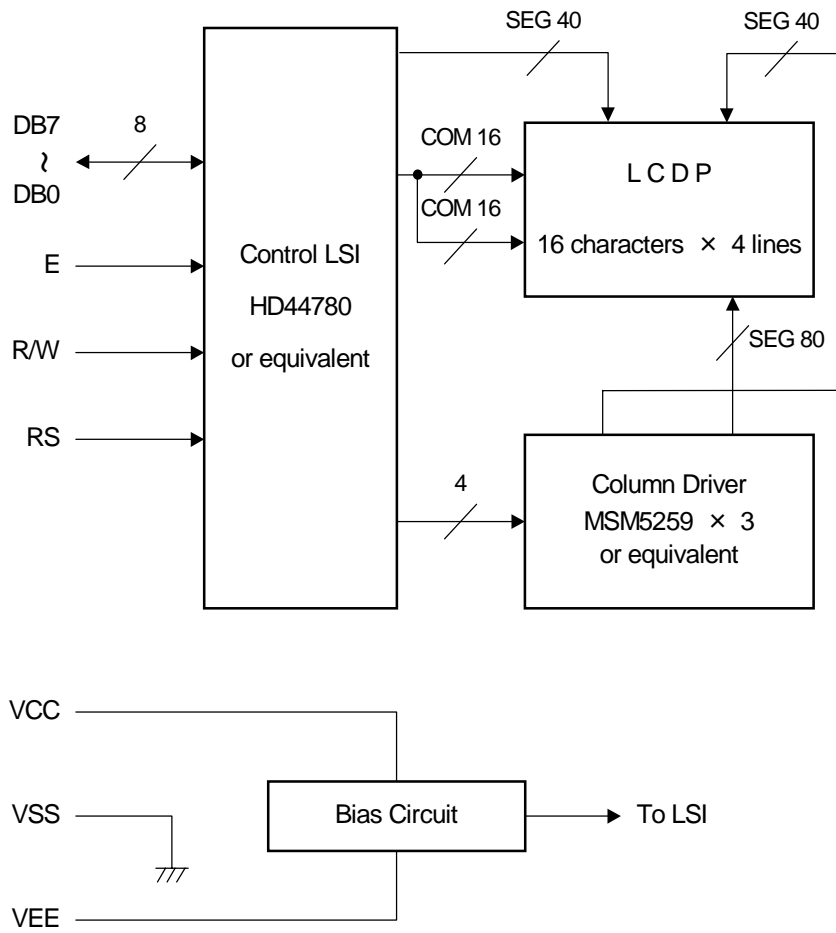 SEG 40
SEG 40
DB7
~
DB0
8
COM 16
COM 16
L C D P
16 characters × 4 lines
E
R/W
RS
Control LSI
HD44780
or equivalent
SEG 80
4
Column Driver
MSM5259 × 3
or equivalent
VCC
VSS
VEE
Bias Circuit
To LSI